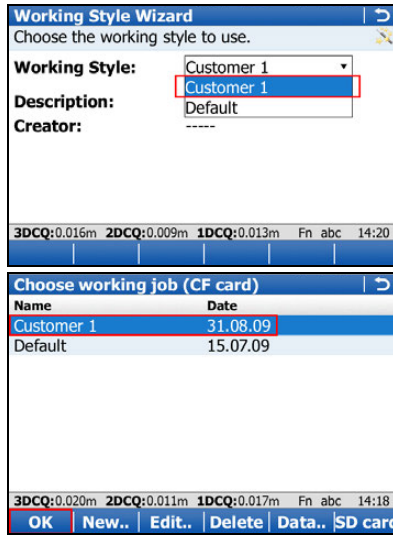 Working Style Wizard
Choose the working style to use.
Working Style: Customer 1
Customer 1
Description:
Default
Creator: -----
3DCQ:0.016m 2DCQ:0.009m 1DCQ:0.013m Fn abc 14:20
Choose working job (CF card)
Name Date
Customer 1 31.08.09
Default 15.07.09
3DCQ:0.020m 2DCQ:0.011m 1DCQ:0.017m Fn abc 14:18
OK New.. Edit.. Delete Data.. SD card